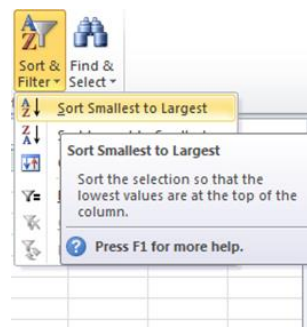 Sort & Find &
Filter Select
Sort Smallest to Largest
Sort Smallest to Largest
Sort the selection so that the
lowest values are at the top of the
column.
Press F1 for more help.